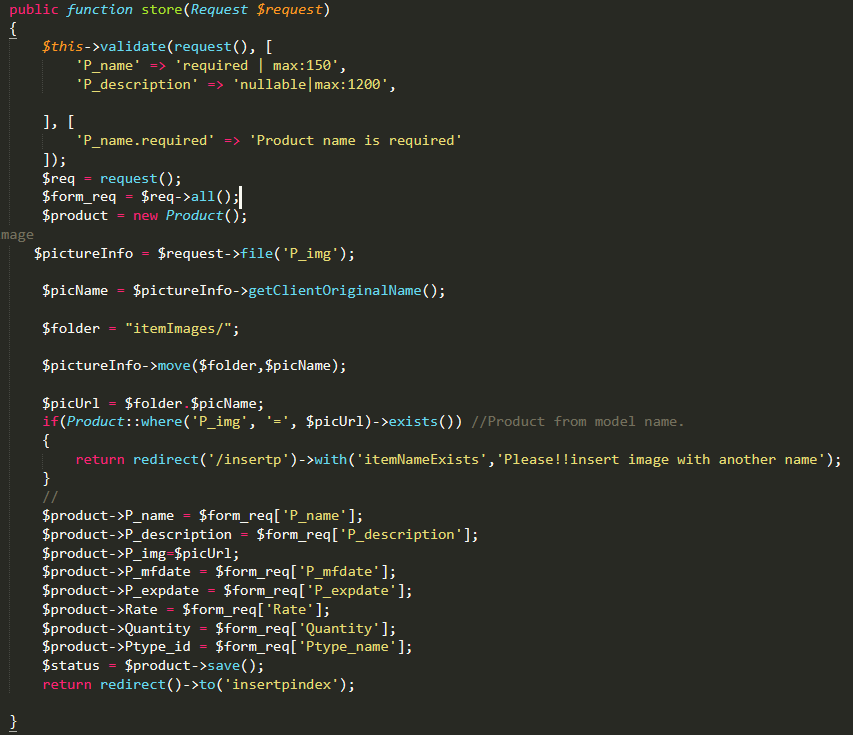 public function store(Request $request)
{
    $this->validate(request(), [
        'P_name' => 'required | max:150',
        'P_description' => 'nullable|max:1200',
    ], [
        'P_name.required' => 'Product name is required'
    ]);
    $req = request();
    $form_req = $req->all();
    $product = new Product();
mage
   $pictureInfo = $request->file('P_img');
    $picName = $pictureInfo->getClientOriginalName();
    $folder = "itemImages/";
    $pictureInfo->move($folder,$picName);
    $picUrl = $folder.$picName;
    if(Product::where('P_img', '=', $picUrl)->exists()) //Product from model name.
    {
        return redirect('/insertp')->with('itemNameExists','Please!!insert image with another name');
    }
    //
    $product->P_name = $form_req['P_name'];
    $product->P_description = $form_req['P_description'];
    $product->P_img=$picUrl;
    $product->P_mfdate = $form_req['P_mfdate'];
    $product->P_expdate = $form_req['P_expdate'];
    $product->Rate = $form_req['Rate'];
    $product->Quantity = $form_req['Quantity'];
    $product->Ptype_id = $form_req['Ptype_name'];
    $status = $product->save();
    return redirect()->to('insertpindex');
}